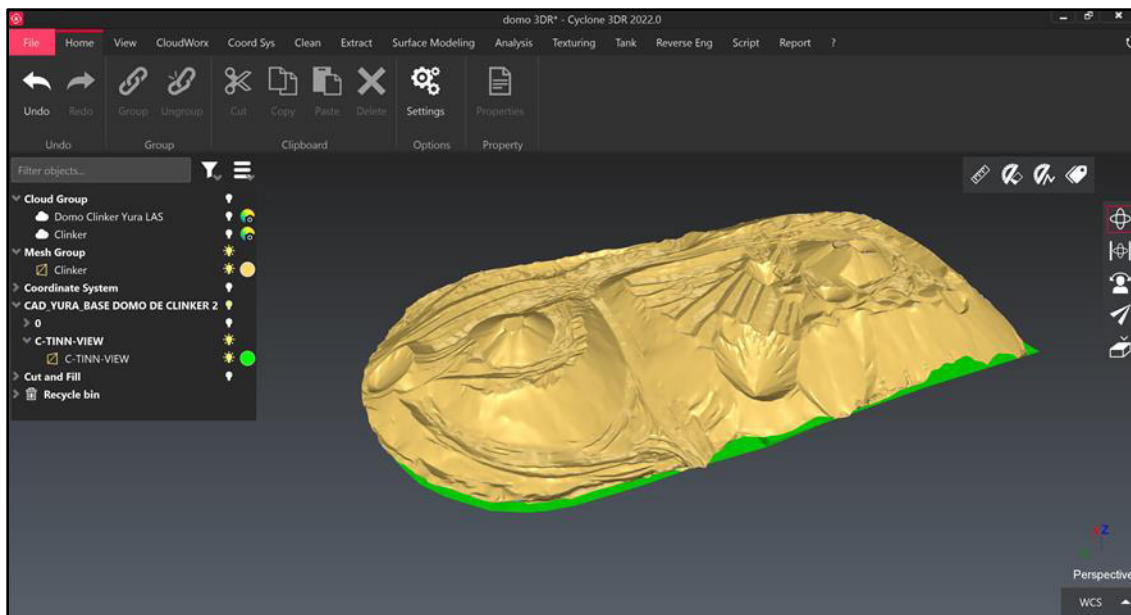 domo 3DR* - Cyclone 3DR 2022.0
File Home View CloudWorx Coord Sys Clean Extract Surface Modeling Analysis Texturing Tank Reverse Eng Script Report ?
Undo Redo Group Ungroup Cut Copy Paste Delete Settings Properties
Undo Group Clipboard Options Property
Filter objects...
Cloud Group
Domo Clinker Yura LAS
Clinker
Mesh Group
Clinker
Coordinate System
CAD_YURA_BASE DOMO DE CLINKER 2
0
C-TINN-VIEW
C-TINN-VIEW
Cut and Fill
Recycle bin
Z
Perspective
WCS